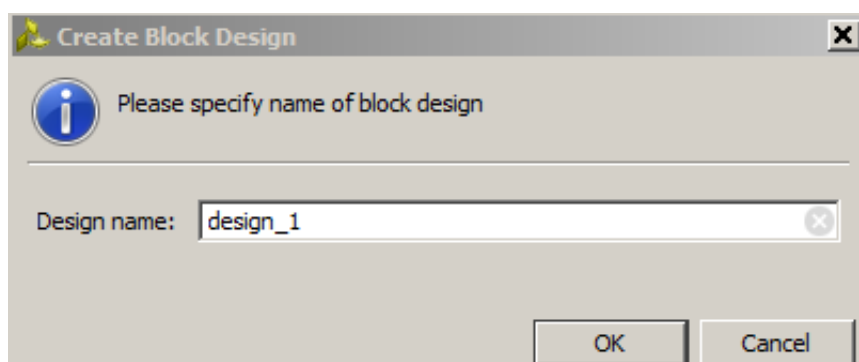 Create Block Design
Please specify name of block design
Design name: design_1
OK Cancel